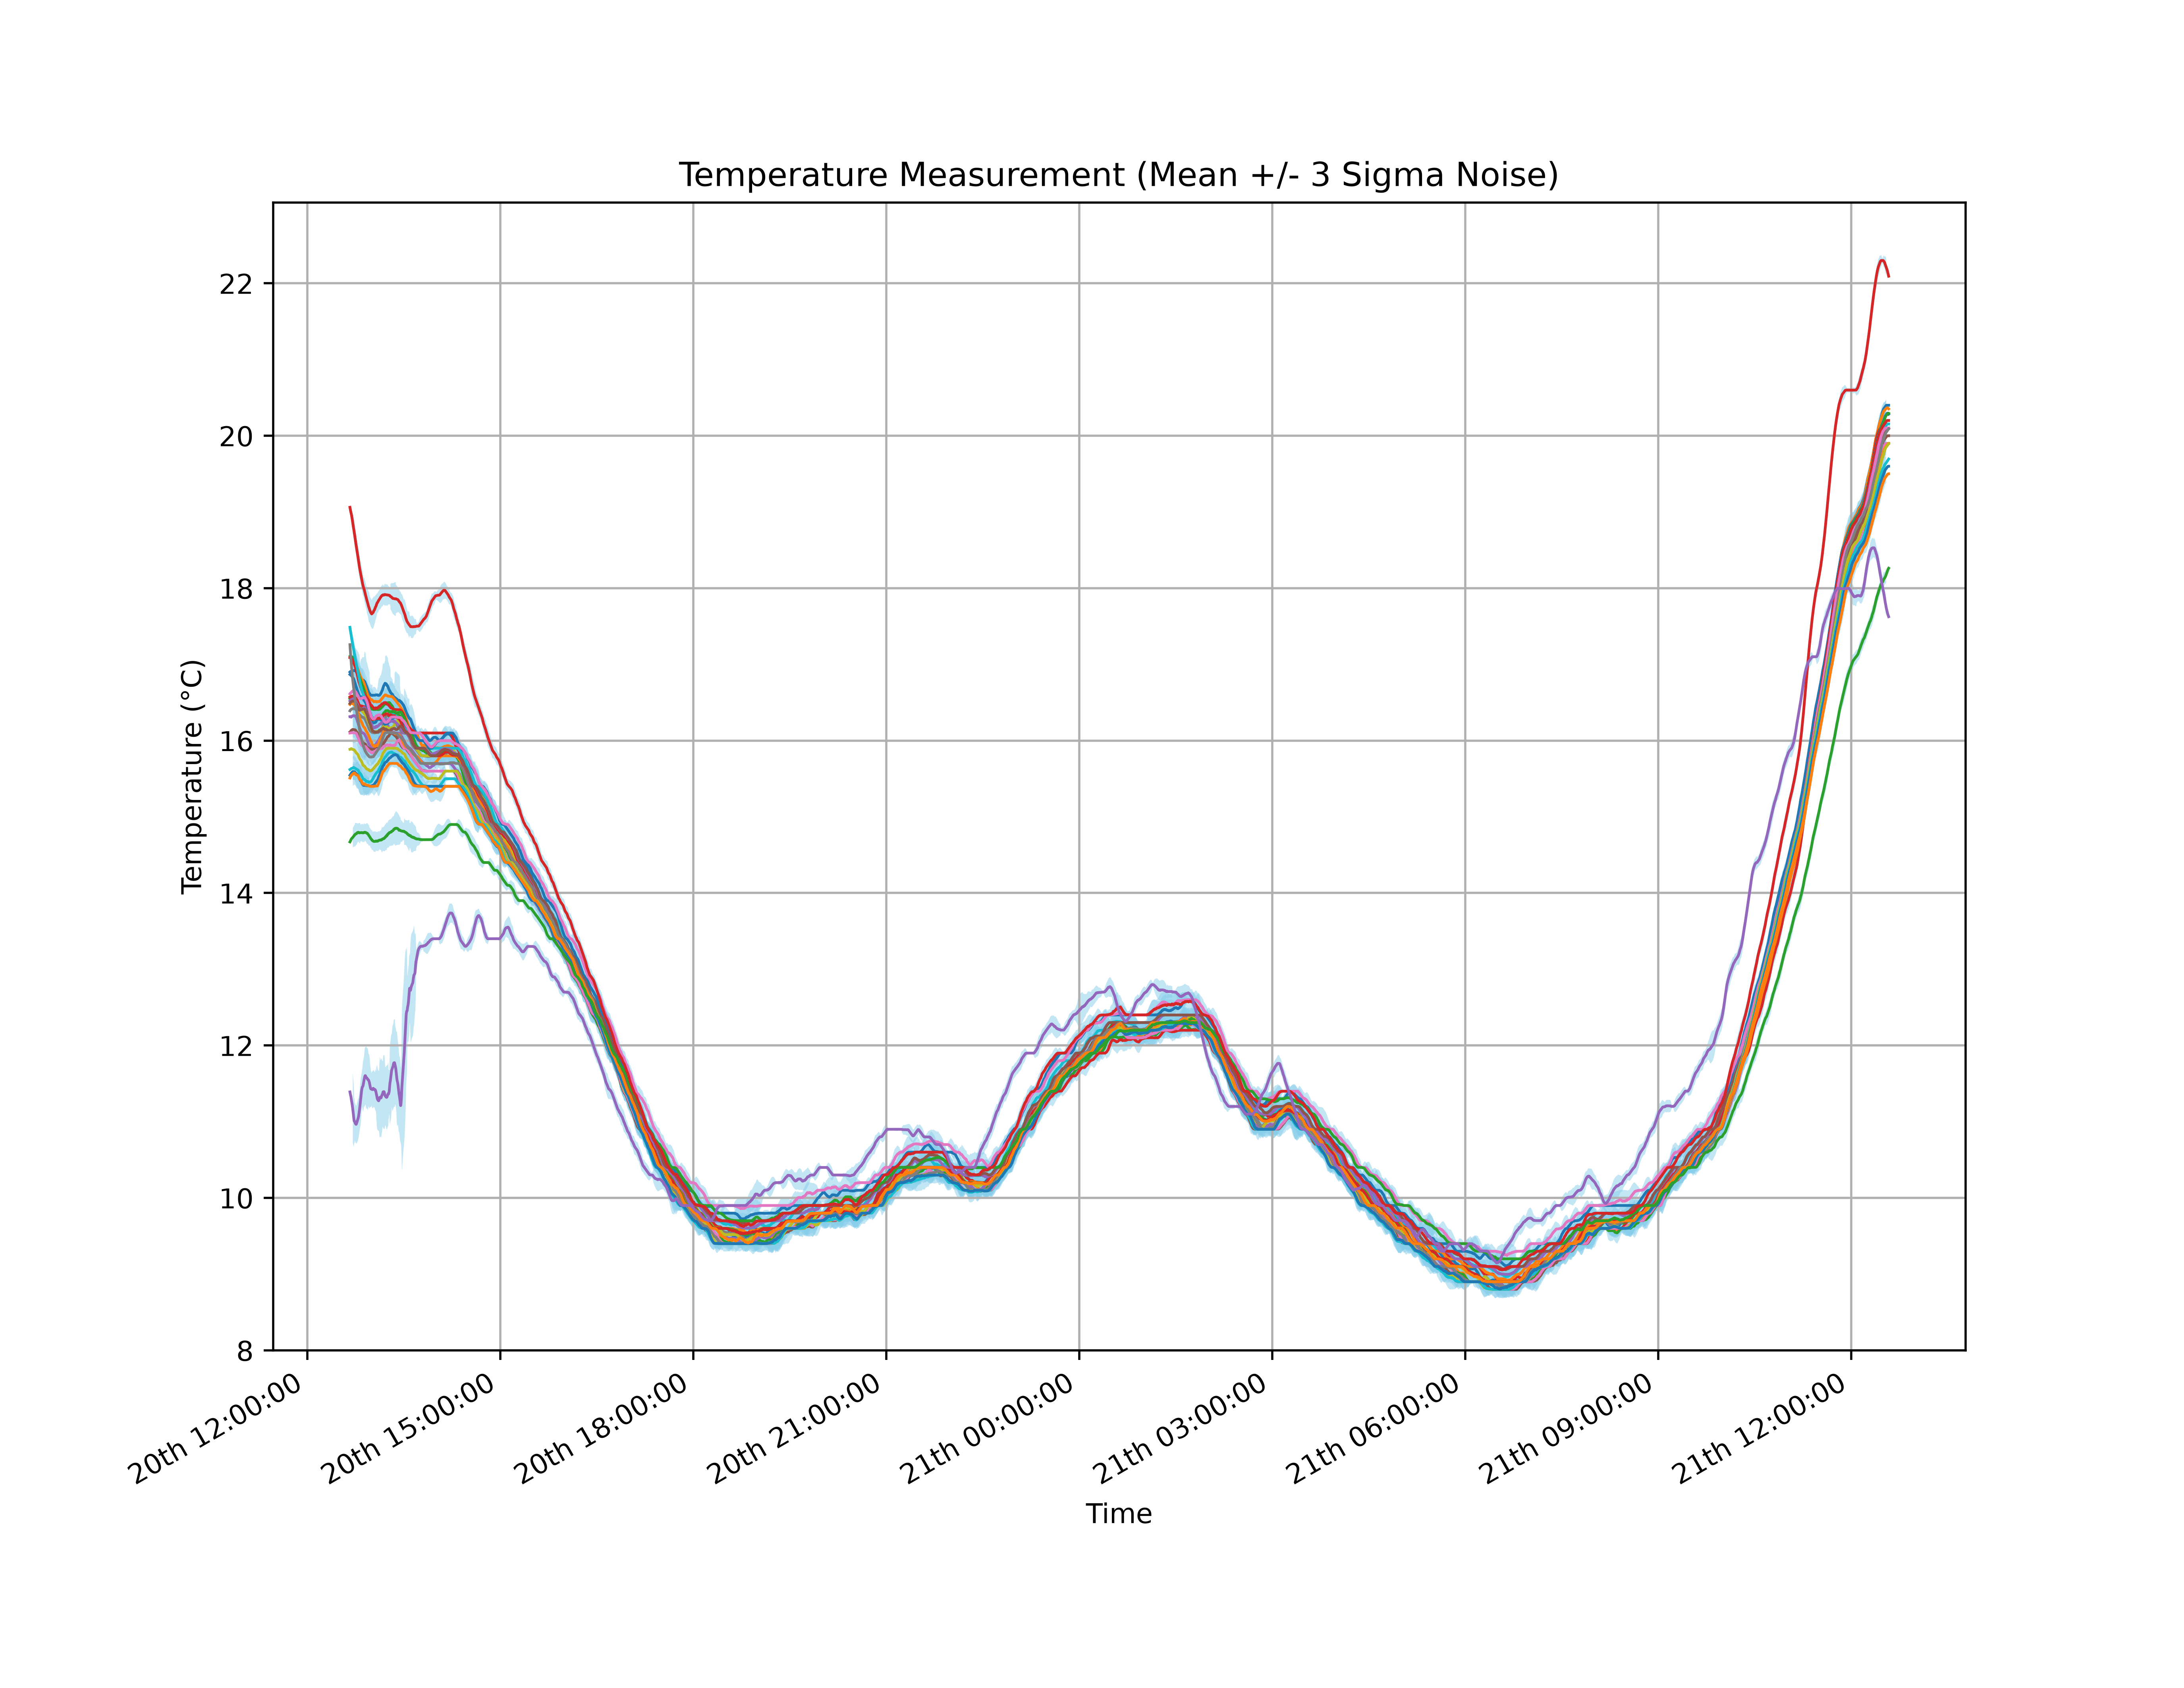 Temperature Measurement (Mean +/- 3 Sigma Noise)
Temperature (°C)
22
20
18
16
14
12
10
8
20th 12:00:00
20th 15:00:00
20th 18:00:00
20th 21:00:00
21th 00:00:00
21th 03:00:00
21th 06:00:00
21th 09:00:00
21th 12:00:00
Time